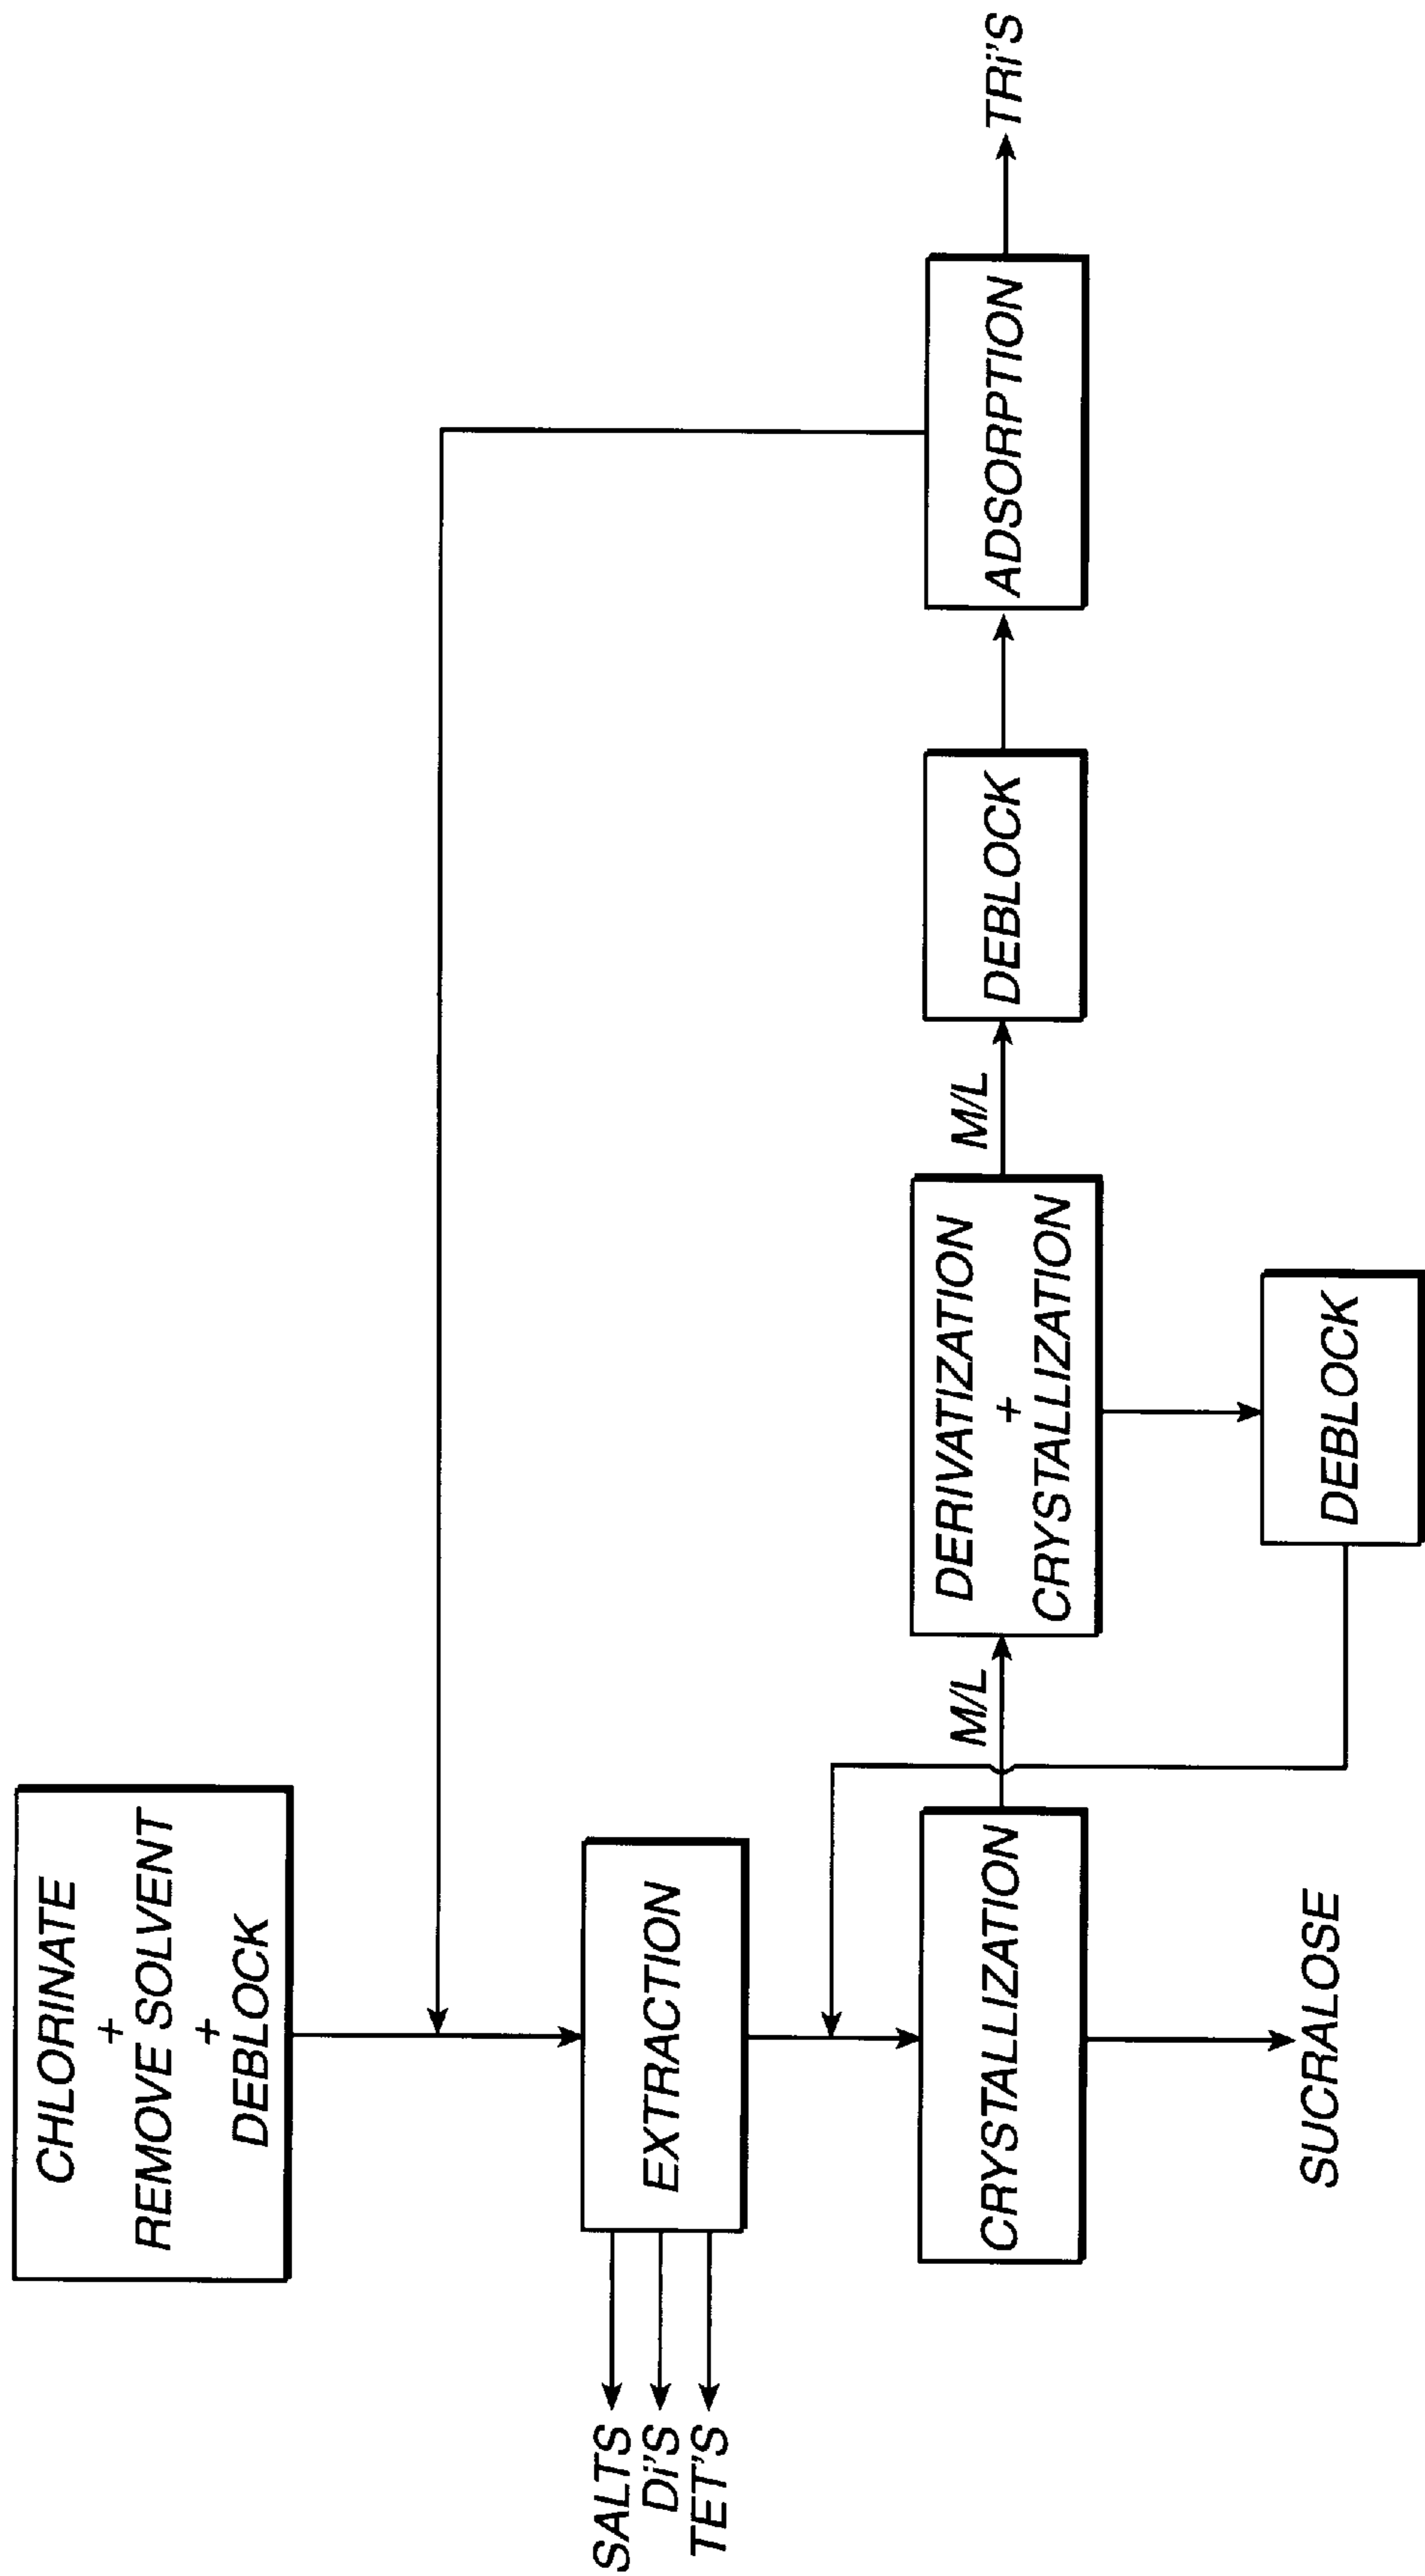 CHLORINATE
+
REMOVE SOLVENT
+
DEBLOCK
SALTS
Di'S
TET'S
EXTRACTION
CRYSTALLIZATION
M/L
DERIVATIZATION
+
CRYSTALLIZATION
M/L
DEBLOCK
ADSORPTION
TRi'S
SUCRALOSE
DEBLOCK